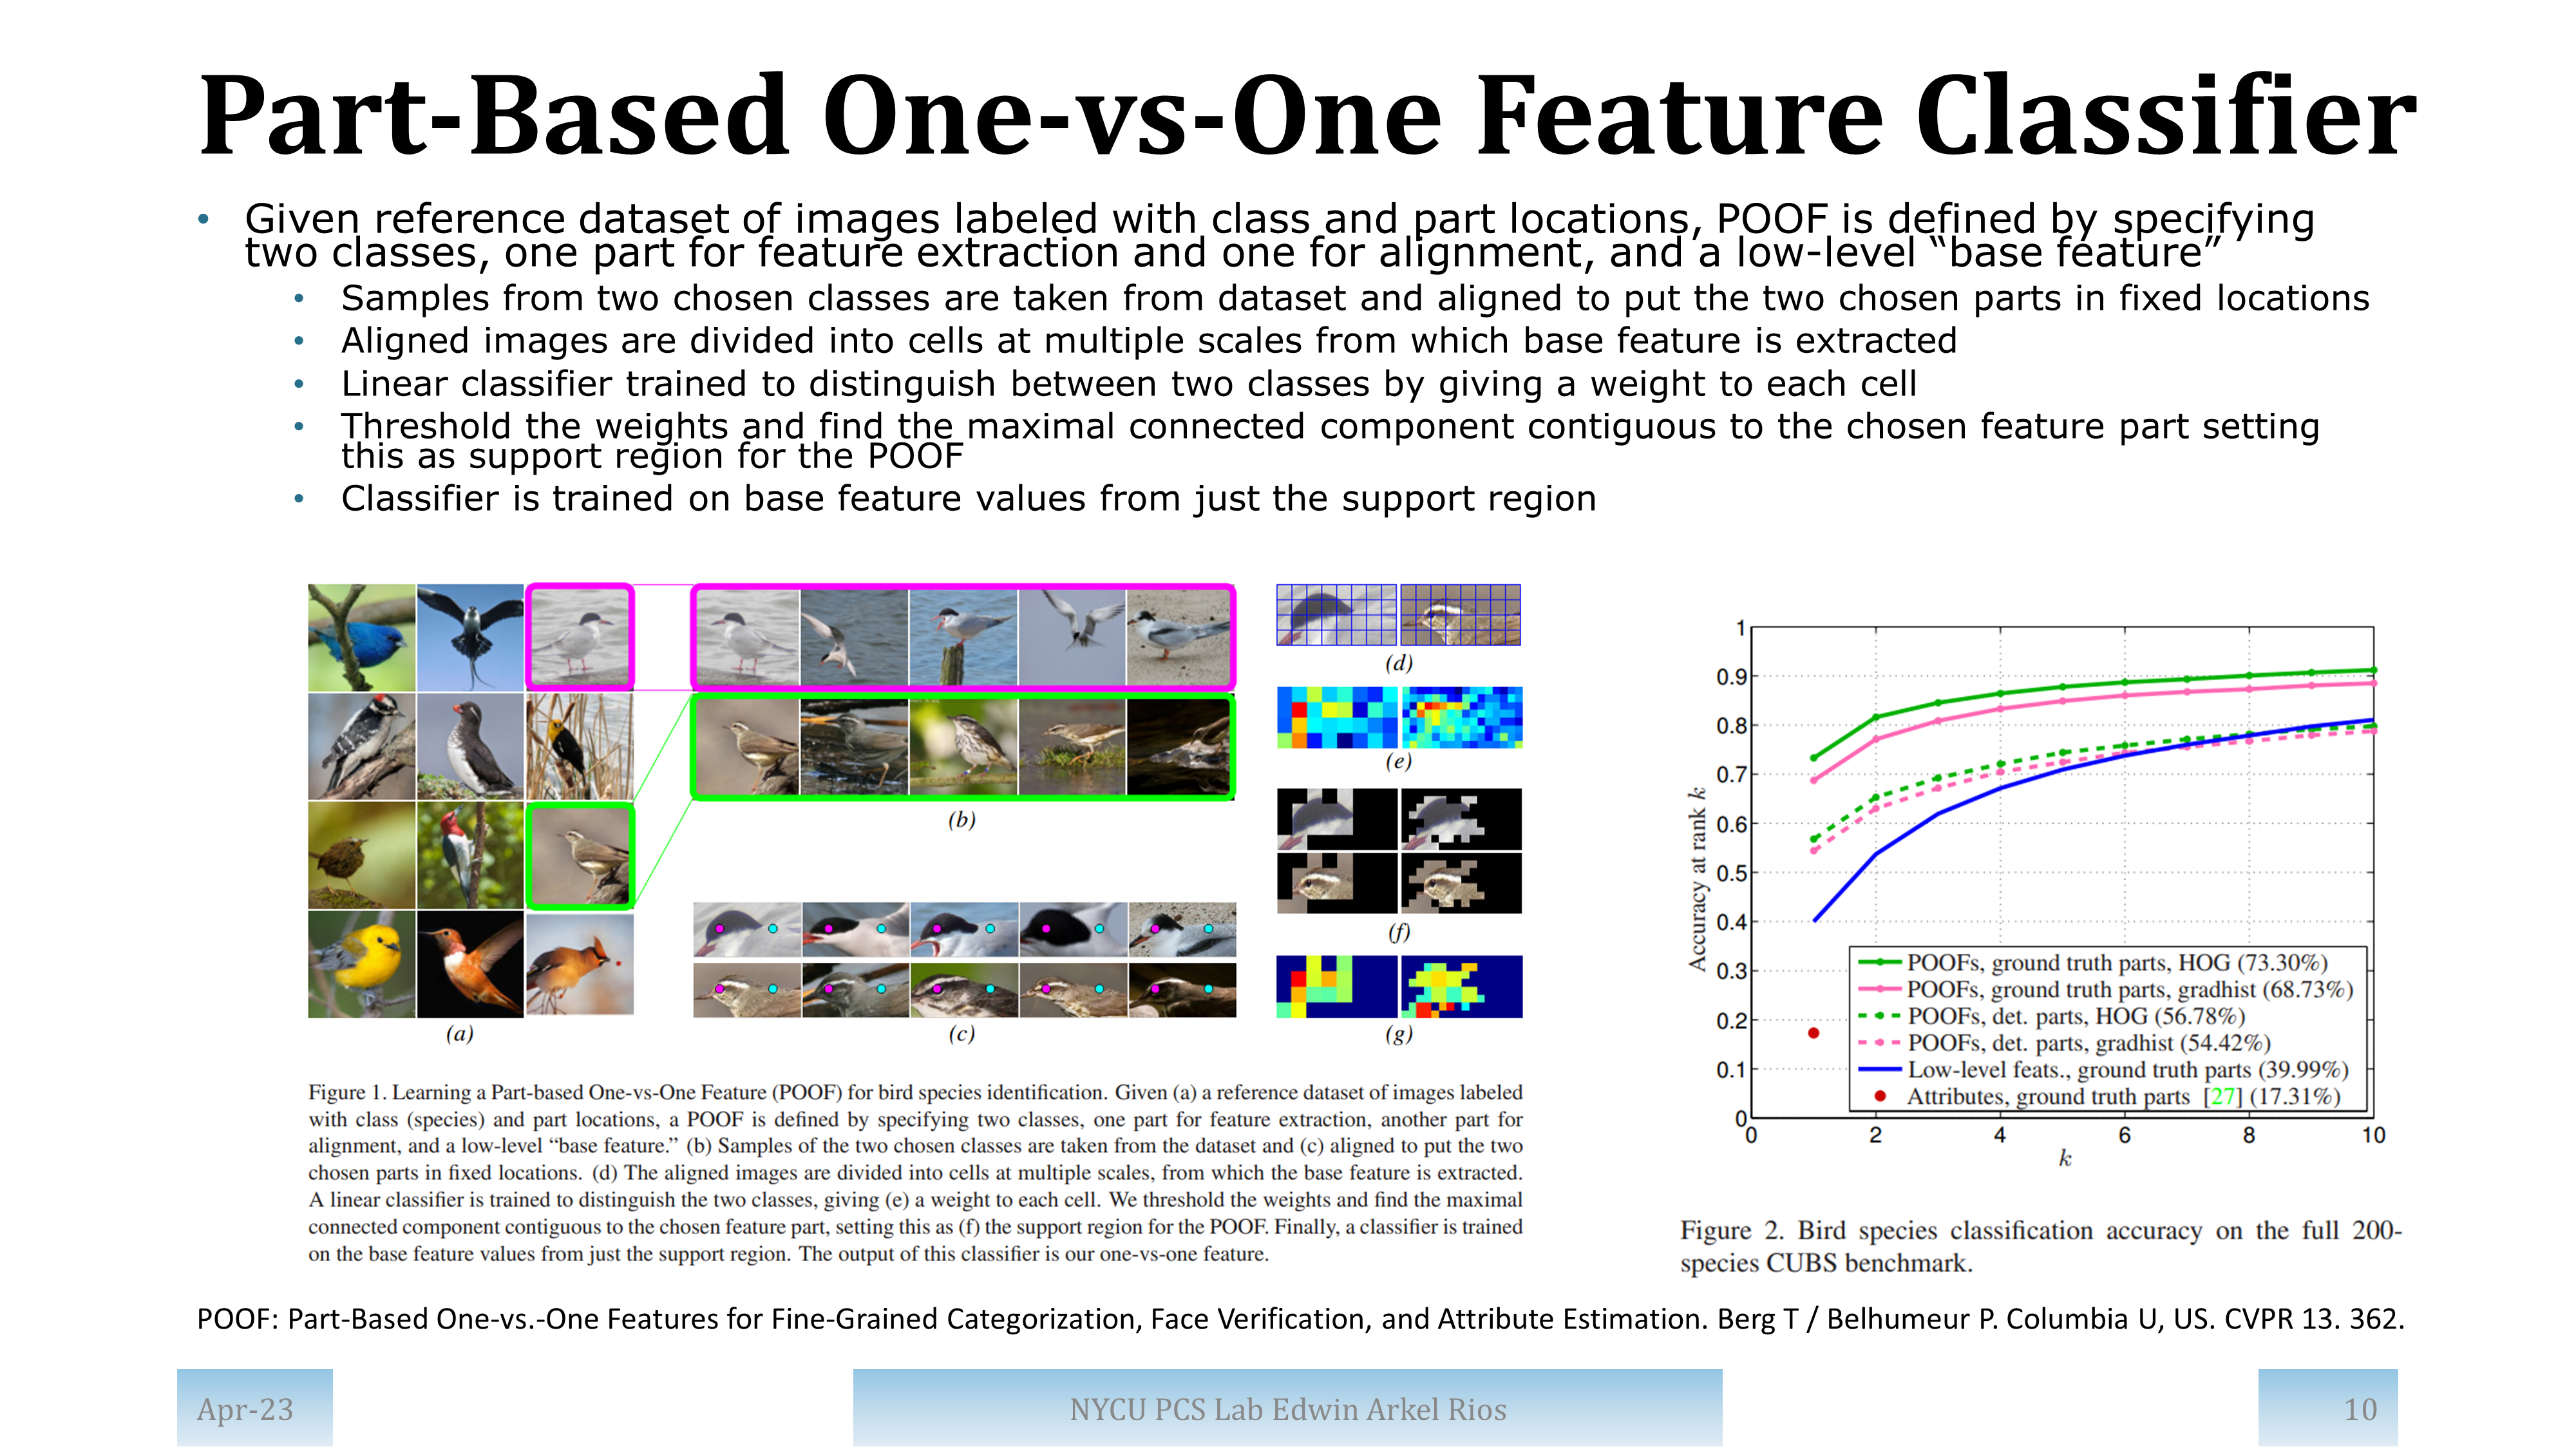 Part-Based One-vs-One Feature Classifier
• Given reference dataset of images labeled with class and part locations, POOF is defined by specifying
two classes, one part for feature extraction and one for alignment, and a low-level “base feature”
• Samples from two chosen classes are taken from dataset and aligned to put the two chosen parts in fixed locations
• Aligned images are divided into cells at multiple scales from which base feature is extracted
• Linear classifier trained to distinguish between two classes by giving a weight to each cell
• Threshold the weights and find the maximal connected component contiguous to the chosen feature part setting
this as support region for the POOF
• Classifier is trained on base feature values from just the support region
(a)
(b)
(c)
(d)
(e)
(f)
(g)
Figure 1. Learning a Part-based One-vs-One Feature (POOF) for bird species identification. Given (a) a reference dataset of images labeled
with class (species) and part locations, a POOF is defined by specifying two classes, one part for feature extraction, another part for
alignment, and a low-level “base feature.” (b) Samples of the two chosen classes are taken from the dataset and (c) aligned to put the two
chosen parts in fixed locations. (d) The aligned images are divided into cells at multiple scales, from which the base feature is extracted.
A linear classifier is trained to distinguish the two classes, giving (e) a weight to each cell. We threshold the weights and find the maximal
connected component contiguous to the chosen feature part, setting this as (f) the support region for the POOF. Finally, a classifier is trained
on the base feature values from just the support region. The output of this classifier is our one-vs-one feature.
Accuracy at rank k
1
0.9
0.8
0.7
0.6
0.5
0.4
0.3
0.2
0.1
0
POOFs, ground truth parts, HOG (73.30%)
POOFs, ground truth parts, gradhist (68.73%)
POOFs, det. parts, HOG (56.78%)
POOFs, det. parts, gradhist (54.42%)
Low-level feats., ground truth parts (39.99%)
Attributes, ground truth parts [27] (17.31%)
0 2 4 6 8 10
k
Figure 2. Bird species classification accuracy on the full 200-
species CUBS benchmark.
POOF: Part-Based One-vs.-One Features for Fine-Grained Categorization, Face Verification, and Attribute Estimation. Berg T / Belhumeur P. Columbia U, US. CVPR 13. 362.
Apr-23
NYCU PCS Lab Edwin Arkel Rios
10